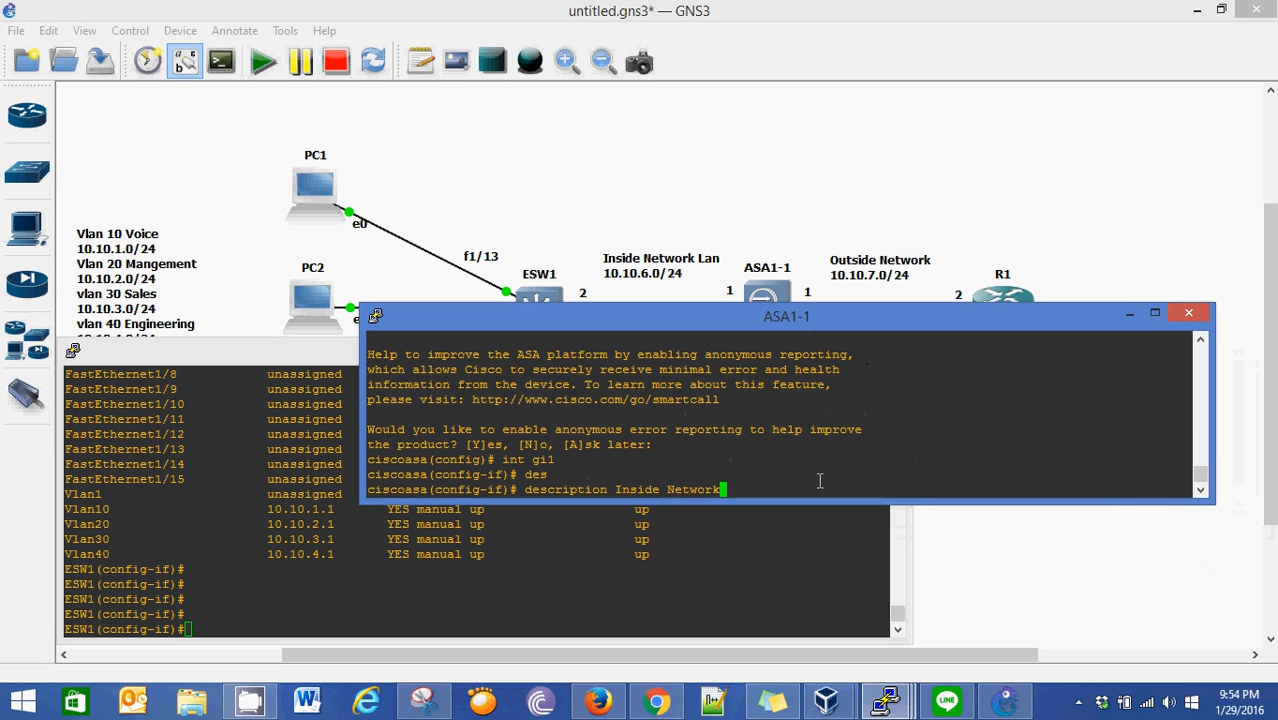 untitled.gns3* — GNS3
File Edit View Control Device Annotate Tools Help
PC1
e0
Vlan 10 Voice
10.10.1.0/24
Vlan 20 Mangement
10.10.2.0/24
vlan 30 Sales
10.10.3.0/24
vlan 40 Engineering
PC2
f1/13
ESW1
2
Inside Network Lan
10.10.6.0/24
1
ASA1-1
1
Outside Network
10.10.7.0/24
2
R1
ASA1-1
Help to improve the ASA platform by enabling anonymous reporting,
which allows Cisco to securely receive minimal error and health
information from the device. To learn more about this feature,
please visit: http://www.cisco.com/go/smartcall
Would you like to enable anonymous error reporting to help improve
the product? [Y]es, [N]o, [A]sk later:
ciscoasa(config)# int gi1
ciscoasa(config-if)# des
ciscoasa(config-if)# description Inside Network
FastEthernet1/8 unassigned
FastEthernet1/9 unassigned
FastEthernet1/10 unassigned
FastEthernet1/11 unassigned
FastEthernet1/12 unassigned
FastEthernet1/13 unassigned
FastEthernet1/14 unassigned
FastEthernet1/15 unassigned
Vlan1 unassigned
Vlan10 10.10.1.1 YES manual up up
Vlan20 10.10.2.1 YES manual up up
Vlan30 10.10.3.1 YES manual up up
Vlan40 10.10.4.1 YES manual up up
ESW1(config-if)#
ESW1(config-if)#
ESW1(config-if)#
ESW1(config-if)#
ESW1(config-if)#
LINE
9:54 PM
1/29/2016